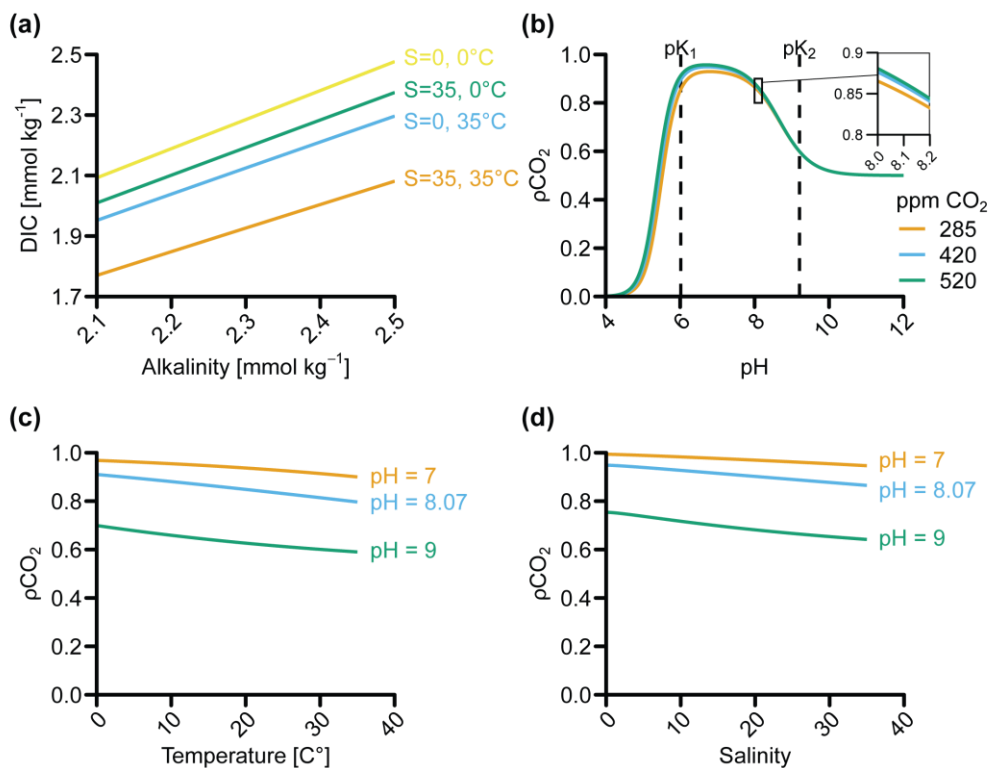 (a)
DIC [mmol kg⁻¹]
2.5
2.3
2.1
1.9
1.7
S=0, 0°C
S=35, 0°C
S=0, 35°C
S=35, 35°C
2.1
2.2
2.3
2.4
2.5
Alkalinity [mmol kg⁻¹]
(b)
ρCO₂
1.0
0.8
0.6
0.4
0.2
0.0
pK₁
pK₂
0.9
0.85
0.8
8.0
8.1
8.2
ppm CO₂
285
420
520
4
6
8
10
12
pH
(c)
ρCO₂
1.0
0.8
0.6
0.4
0.2
0.0
pH = 7
pH = 8.07
pH = 9
0
10
20
30
40
Temperature [C°]
(d)
ρCO₂
1.0
0.8
0.6
0.4
0.2
0.0
pH = 7
pH = 8.07
pH = 9
0
10
20
30
40
Salinity